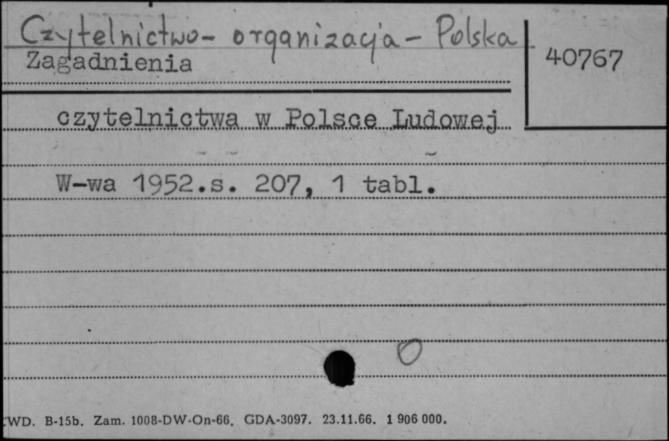 Czytelnictwo - organizacja - Polska
Zagadnienia
40767
czytelnictwa w Polsce Ludowej
W-wa 1952.s. 207, 1 tabl.
0
WD. B-15b. Zam. 1008-DW-On-66. GDA-3097. 23.11.66. 1 906 000.